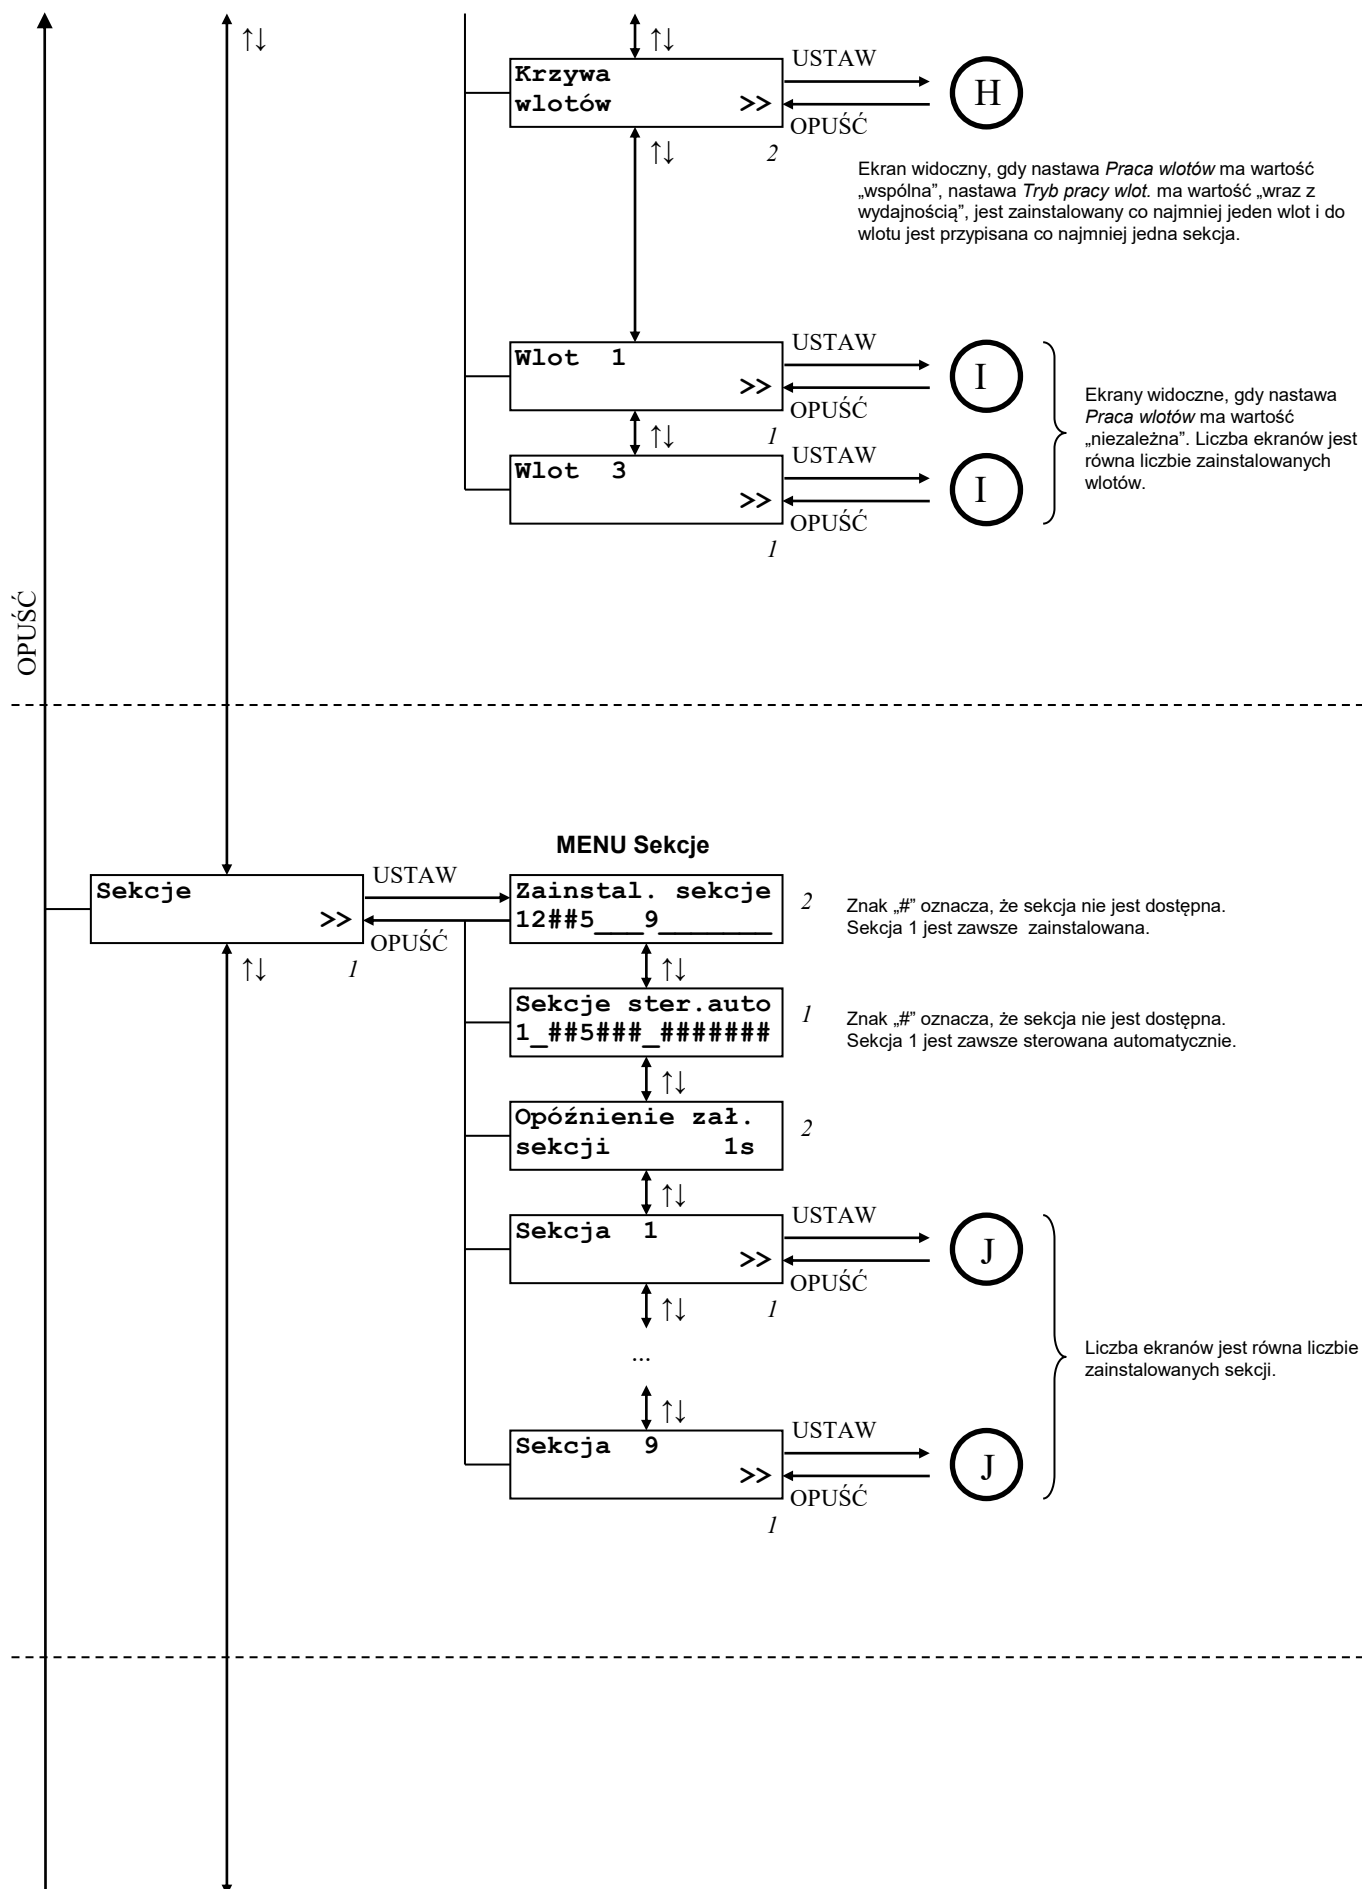 ↑↓
↑↓
Krzywa
wlotów >>
USTAW
OPUŚĆ
H
↑↓
2
Ekran widoczny, gdy nastawa Praca wlotów ma wartość
„wspólna”, nastawa Tryb pracy wlot. ma wartość „wraz z
wydajnością”, jest zainstalowany co najmniej jeden wlot i do
wlotu jest przypisana co najmniej jedna sekcja.
Wlot 1
>>
USTAW
OPUŚĆ
I
↑↓
1
Wlot 3
>>
USTAW
OPUŚĆ
I
1
Ekrany widoczne, gdy nastawa
Praca wlotów ma wartość
„niezależna”. Liczba ekranów jest
równa liczbie zainstalowanych
wlotów.
OPUŚĆ
MENU Sekcje
Sekcje
>>
USTAW
OPUŚĆ
↑↓
1
Zainstal. sekcje
12##5___9_______
2
Znak „#” oznacza, że sekcja nie jest dostępna.
Sekcja 1 jest zawsze zainstalowana.
↑↓
Sekcje ster.auto
1_##5###_#######
1
Znak „#” oznacza, że sekcja nie jest dostępna.
Sekcja 1 jest zawsze sterowana automatycznie.
↑↓
Opóźnienie zał.
sekcji 1s
2
↑↓
Sekcja 1
>>
USTAW
OPUŚĆ
J
↑↓
1
...
Liczba ekranów jest równa liczbie
zainstalowanych sekcji.
↑↓
Sekcja 9
>>
USTAW
OPUŚĆ
J
1